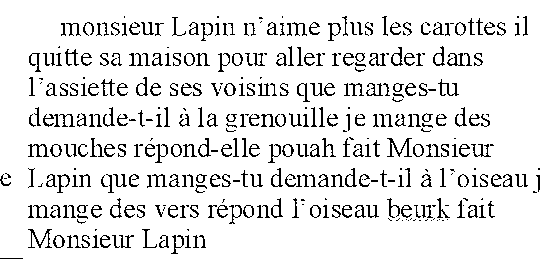 monsieur Lapin n'aime plus les carottes il
quitte sa maison pour aller regarder dans
l'assiette de ses voisins que manges-tu
demande-t-il à la grenouille je mange des
mouches répond-elle pouah fait Monsieur
e Lapin que manges-tu demande-t-il à l'oiseau j
mange des vers répond l'oiseau beurk fait
Monsieur Lapin